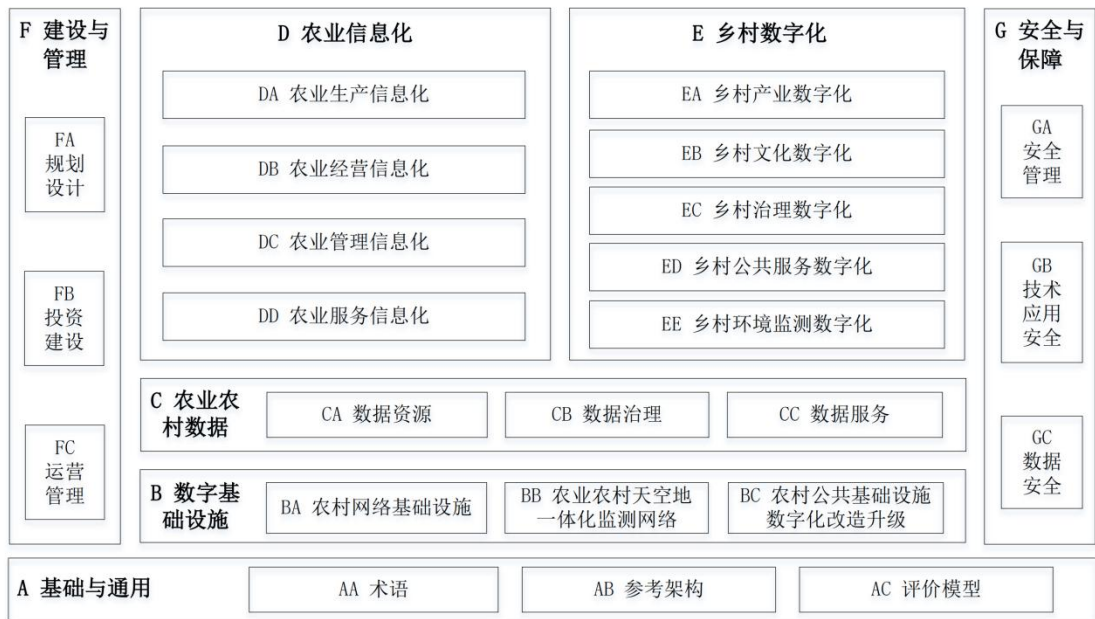 F 建设与
管理
FA
规划
设计
FB
投资
建设
FC
运营
管理
D 农业信息化
DA 农业生产信息化
DB 农业经营信息化
DC 农业管理信息化
DD 农业服务信息化
E 乡村数字化
EA 乡村产业数字化
EB 乡村文化数字化
EC 乡村治理数字化
ED 乡村公共服务数字化
EE 乡村环境监测数字化
G 安全与
保障
GA
安全
管理
GB
技术
应用
安全
GC
数据
安全
C 农业农
村数据
CA 数据资源
CB 数据治理
CC 数据服务
B 数字基
础设施
BA 农村网络基础设施
BB 农业农村天空地
一体化监测网络
BC 农村公共基础设施
数字化改造升级
A 基础与通用
AA 术语
AB 参考架构
AC 评价模型